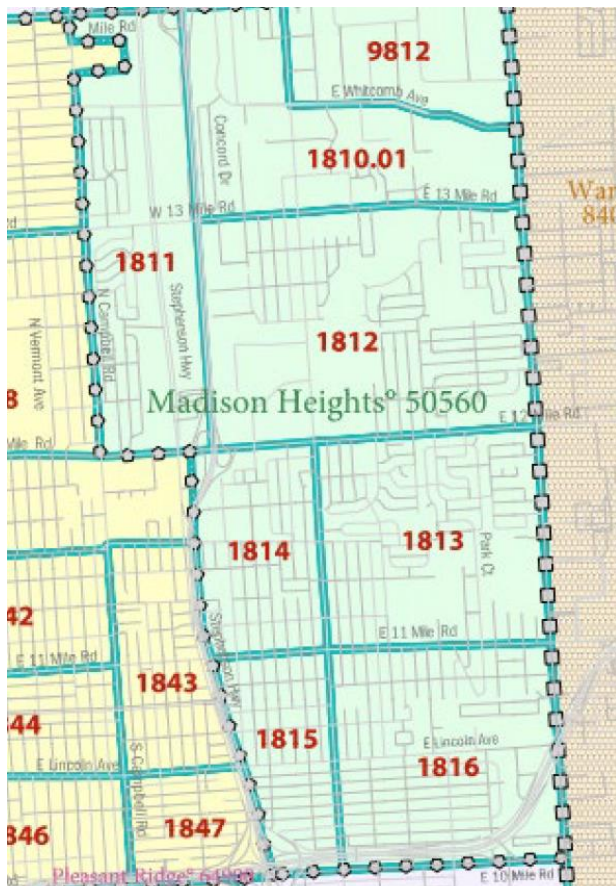 Mile Rd
9812
E Whitcomb Ave
Concord Dr
1810.01
E 13 Mile Rd
War
840
W 13 Mile Rd
rd
1811
Stephenson Hwy
N Campbell Rd
N Vermont Ave
1812
8
Madison Heights° 50560
E 12 Mile Rd
Mile Rd
1814
1813
Park Ct
42
E 11 Mile Rd
E 11 Mile Rd
Stephenson Hwy
1843
44
1815
E Lincoln Ave
E Lincoln Ave
1816
S Campbell Rd
846
1847
Pleasant Ridge°
E 10 Mile Rd